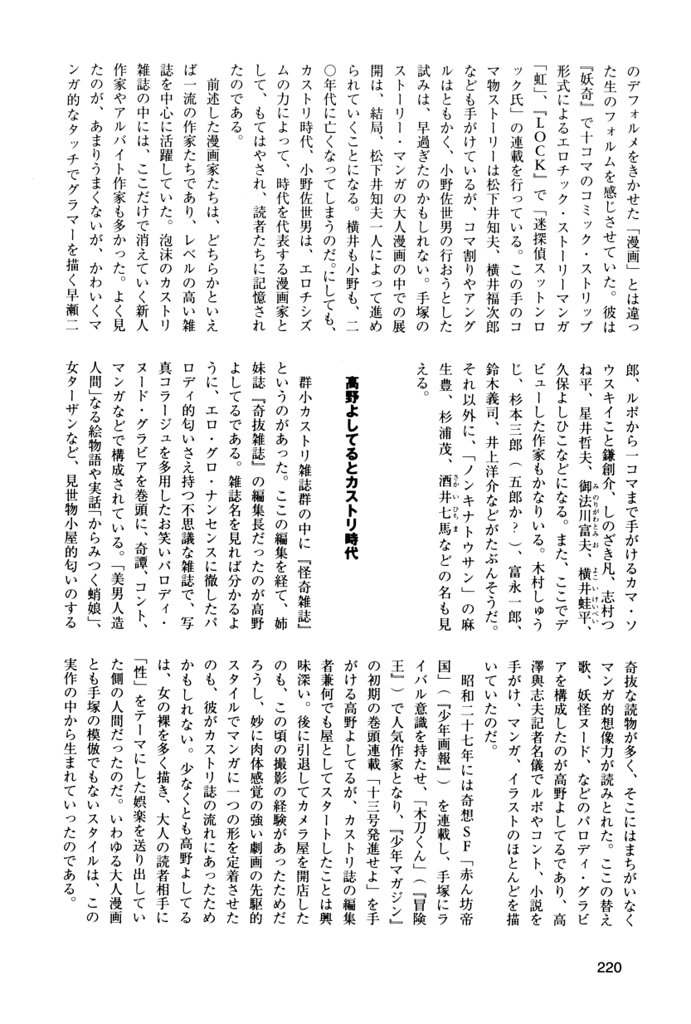 のデフォルメをきかせた「漫画」とは違っ
た生のフォルムを感じさせていた。彼は
『妖奇』で十コマのコミック・ストリップ
形式によるエロチック・ストーリーマンガ
「虹」、『LOCK』で「迷探偵スットンロ
ック氏」の連載を行っている。この手のコ
マ物ストーリーは松下井知夫、横井福次郎
なども手がけているが、コマ割りやアング
ルはともかく、小野佐世男の行おうとした
試みは、早過ぎたのかもしれない。手塚の
ストーリー・マンガの大人漫画の中での展
開は、結局、松下井知夫一人によって進め
られていくことになる。横井も小野も、二
〇年代に亡くなってしまうのだ。にしても、
カストリ時代、小野佐世男は、エロチシズ
ムの力によって、時代を代表する漫画家と
して、もてはやされ、読者たちに記憶され
たのである。
前述した漫画家たちは、どちらかといえ
ば一流の作家たちであり、レベルの高い雑
誌を中心に活躍していた。泡沫のカストリ
雑誌の中には、ここだけで消えていく新人
作家やアルバイト作家も多かった。よく見
たのが、あまりうまくないが、かわいくマ
ンガ的なタッチでグラマーを描く早瀬二
郎、ルポから一コマまで手がけるカマ・ソ
ウスキイこと鎌創介、しのざき凡、志村つ
ね平、星井哲夫、御法川富夫、横井蛙平、
久保よしひこなどになる。また、ここでデ
ビューした作家もかなりいる。木村しゅう
じ、杉本三郎（五郎か？）、富永一郎、
鈴木義司、井上洋介などがたぶんそうだ。
それ以外に、「ノンキナトウサン」の麻
生豊、杉浦茂、酒井七馬などの名も見
える。
高野よしてるとカストリ時代
群小カストリ雑誌群の中に『怪奇雑誌』
というのがあった。ここの編集を経て、姉
妹誌『奇抜雑誌』の編集長だったのが高野
よしてるである。雑誌名を見れば分かるよ
うに、エロ・グロ・ナンセンスに徹したパ
ロディ的匂いさえ持つ不思議な雑誌で、写
真コラージュを多用したお笑いパロディ・
ヌード・グラビアを巻頭に、奇譚、コント、
マンガなどで構成されている。「美男人造
人間」なる絵物語や実話「からみつく蛸娘」、
女ターザンなど、見世物小屋的な匂いのする
奇抜な読物が多く、そこにはまちがいなく
マンガ的想像力が読みとれた。ここの替え
歌、妖怪ヌード、などのパロディ・グラビ
アを構成したのが高野よしてるであり、高
澤與志夫記者名儀でルポやコント、小説を
手がけ、マンガ、イラストのほとんどを描
いていたのだ。
昭和二十七年には奇想SF「赤ん坊帝
国」（『少年画報』）を連載し、手塚にラ
イバル意識を持たせ、「木刀くん」（『冒険
王』）で人気作家となり、『少年マガジン』
の初期の巻頭連載「十三号発進せよ」を手
がける高野よしてるが、カストリ誌の編集
者兼何でも屋としてスタートしたことは興
味深い。後に引退してカメラ屋を開店した
のも、この頃の撮影の経験があったためだ
ろうし、妙に肉体感覚の強い劇画の先駆的
スタイルでマンガに一つの形を定着させた
のも、彼がカストリ誌の流れにあったため
かもしれない。少なくとも高野よしてる
は、女の裸を多く描き、大人の読者相手に
「性」をテーマにした娯楽を送り出してい
た側の人間だったのだ。いわゆる大人漫画
とも手塚の模倣でもないスタイルは、この
実作の中から生まれていったのである。
220